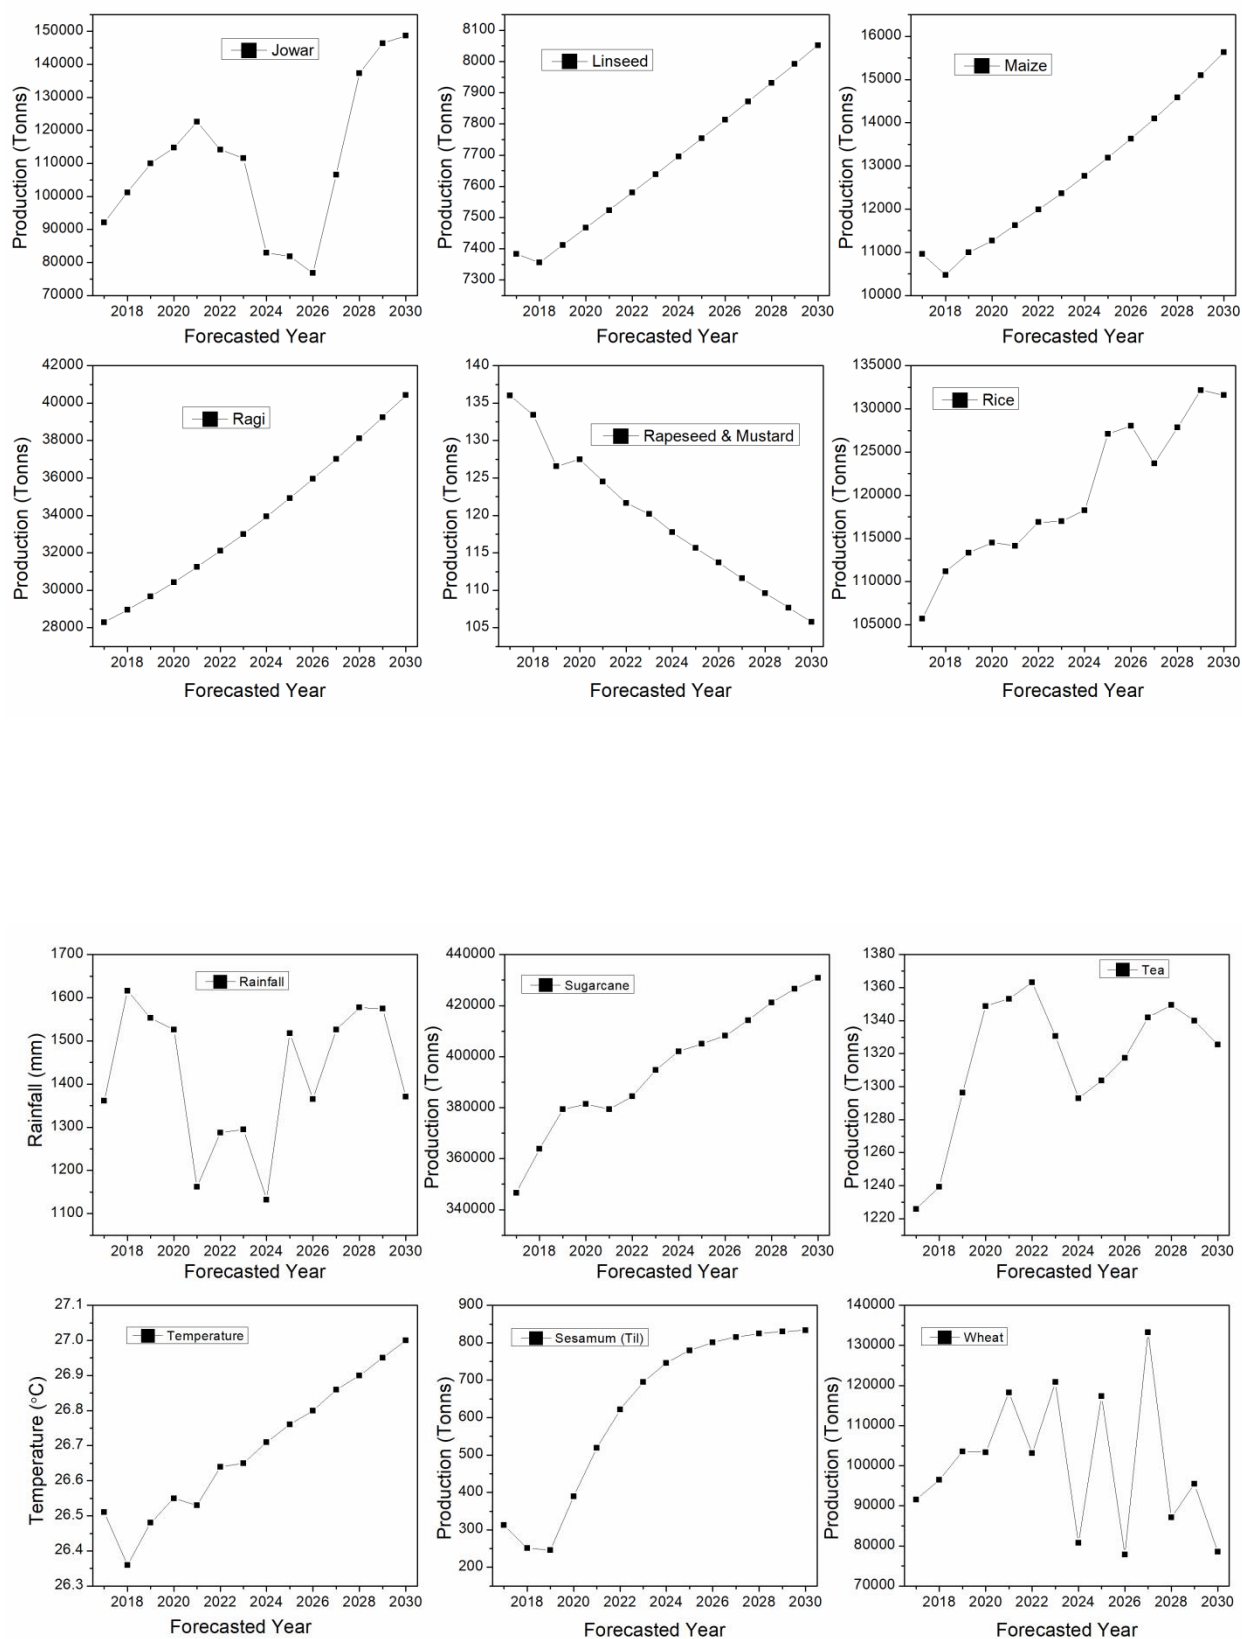 150000
140000
130000
120000
110000
100000
90000
80000
70000
Production (Tonns)
Jowar
2018 2020 2022 2024 2026 2028 2030
Forecasted Year
8100
8000
7900
7800
7700
7600
7500
7400
7300
Production (Tonns)
Linseed
2018 2020 2022 2024 2026 2028 2030
Forecasted Year
16000
15000
14000
13000
12000
11000
10000
Production (Tonns)
Maize
2018 2020 2022 2024 2026 2028 2030
Forecasted Year
42000
40000
38000
36000
34000
32000
30000
28000
Production (Tonns)
Ragi
2018 2020 2022 2024 2026 2028 2030
Forecasted Year
140
135
130
125
120
115
110
105
Production (Tonns)
Rapeseed & Mustard
2018 2020 2022 2024 2026 2028 2030
Forecasted Year
135000
130000
125000
120000
115000
110000
105000
Production (Tonns)
Rice
2018 2020 2022 2024 2026 2028 2030
Forecasted Year
1700
1600
1500
1400
1300
1200
1100
Rainfall (mm)
Rainfall
2018 2020 2022 2024 2026 2028 2030
Forecasted Year
440000
420000
400000
380000
360000
340000
Production (Tonns)
Sugarcane
2018 2020 2022 2024 2026 2028 2030
Forecasted Year
1380
1360
1340
1320
1300
1280
1260
1240
1220
Production (Tonns)
Tea
2018 2020 2022 2024 2026 2028 2030
Forecasted Year
27.1
27.0
26.9
26.8
26.7
26.6
26.5
26.4
26.3
Temperature (°C)
Temperature
2018 2020 2022 2024 2026 2028 2030
Forecasted Year
900
800
700
600
500
400
300
200
Production (Tonns)
Sesamum (Til)
2018 2020 2022 2024 2026 2028 2030
Forecasted Year
140000
130000
120000
110000
100000
90000
80000
70000
Production (Tonns)
Wheat
2018 2020 2022 2024 2026 2028 2030
Forecasted Year